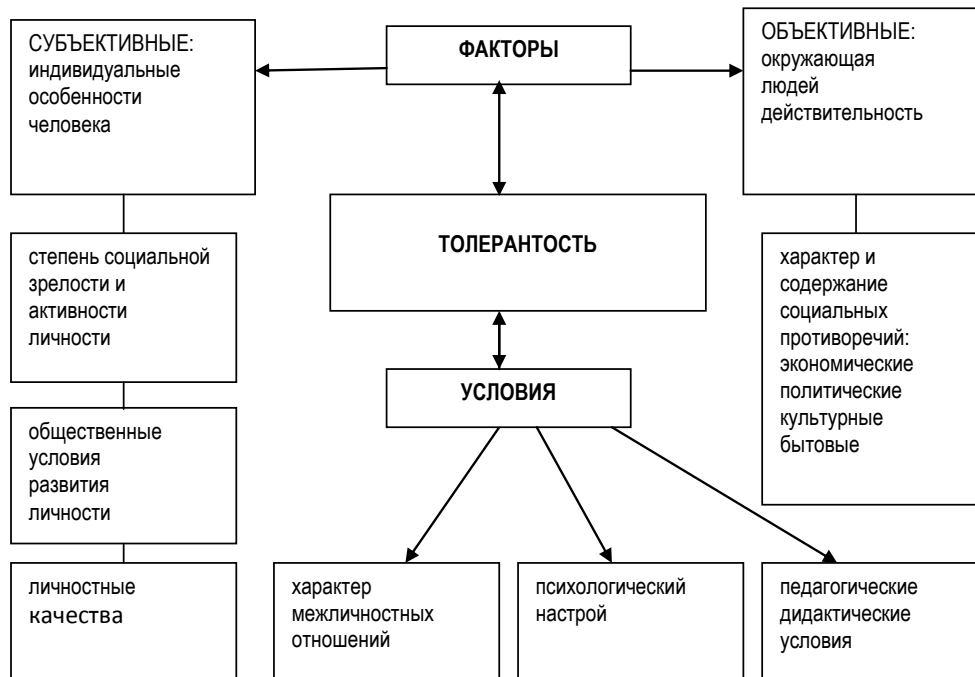 СУБЪЕКТИВНЫЕ:
индивидуальные
особенности
человека
ФАКТОРЫ
ОБЪЕКТИВНЫЕ:
окружающая
людей
действительность
ТОЛЕРАНТОСТЬ
степень социальной
зрелости и
активности
личности
характер и
содержание
социальных
противоречий:
экономические
политические
культурные
бытовые
УСЛОВИЯ
общественные
условия
развития
личности
личностные
качества
характер
межличностных
отношений
психологический
настрой
педагогические
дидактические
условия